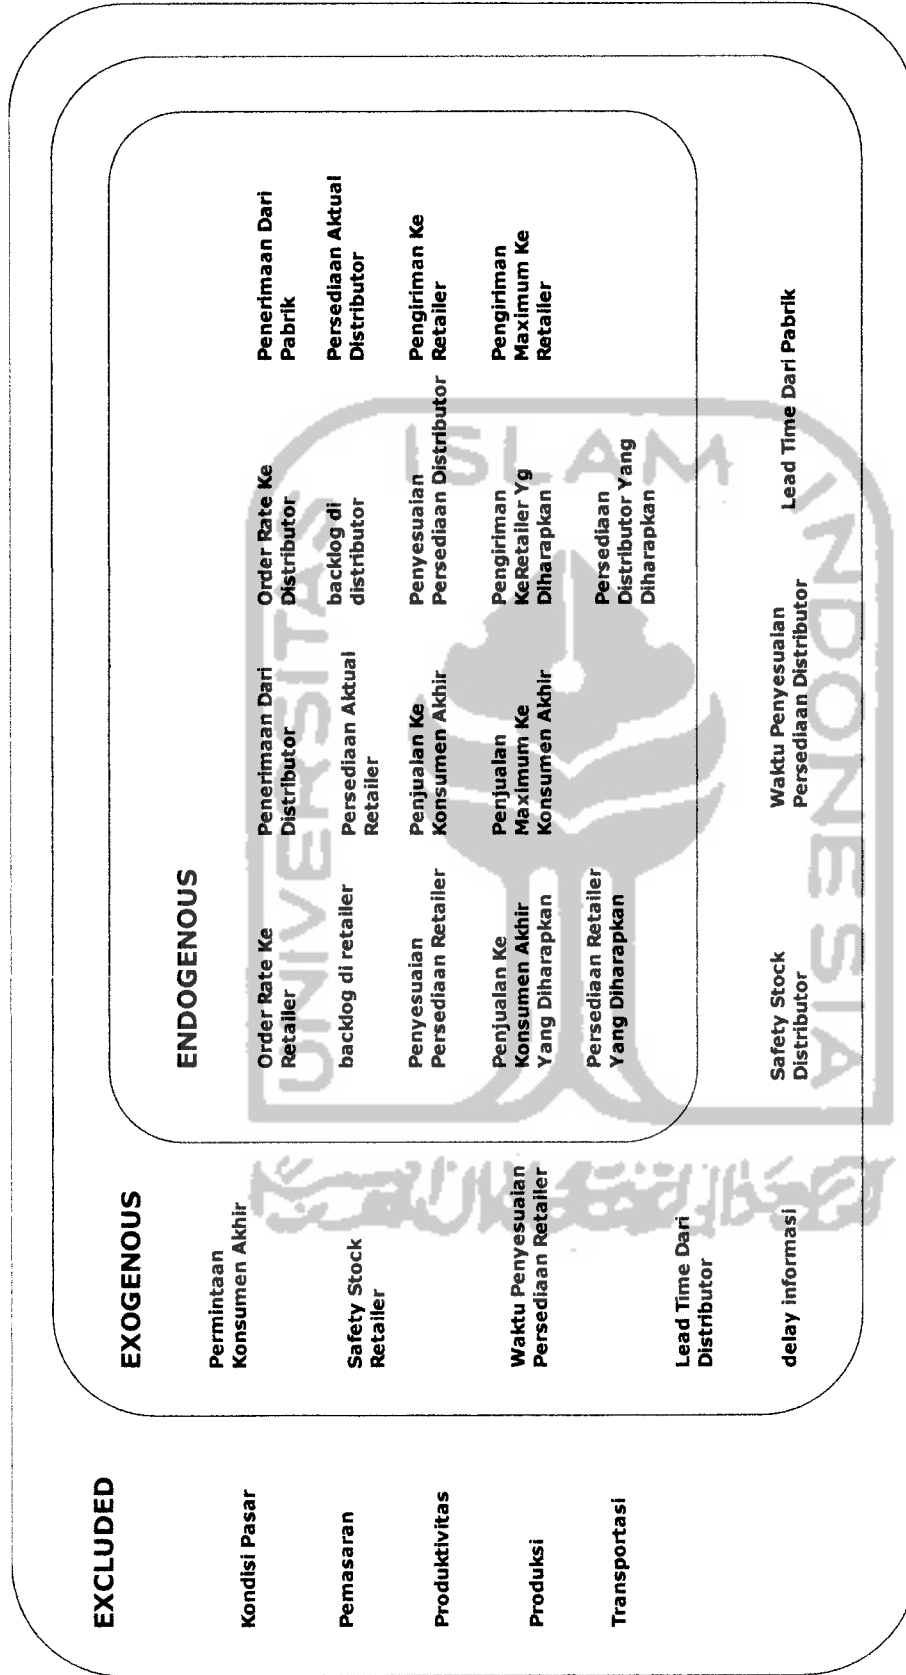 EXCLUDED
Kondisi Pasar
Pemasaran
Produktivitas
Produksi
Transportasi
EXOGENOUS
Permintaan
Konsumen Akhir
Safety Stock
Retailer
Waktu Penyesuaian
Persediaan Retailer
Lead Time Dari
Distributor
delay informasi
Safety Stock
Distributor
Waktu Penyesuaian
Persediaan Distributor
Lead Time Dari Pabrik
ENDOGENOUS
Order Rate Ke
Retailer
backlog di retailer
Penyesuaian
Persediaan Retailer
Penjualan Ke
Konsumen Akhir
Yang Diharapkan
Persediaan Retailer
Yang Diharapkan
Penerimaan Dari
Distributor
Persediaan Aktual
Retailer
Penjualan Ke
Konsumen Akhir
Penjualan
Maximum Ke
Konsumen Akhir
Order Rate Ke
Distributor
backlog di
distributor
Penyesuaian
Persediaan Distributor
Pengiriman
KeRetailer Yg
Diharapkan
Persediaan
Distributor Yang
Diharapkan
Penerimaan Dari
Pabrik
Persediaan Aktual
Distributor
Pengiriman Ke
Retailer
Pengiriman
Maximum Ke
Retailer
UNIVERSITAS
ISLAM
INDONESIA